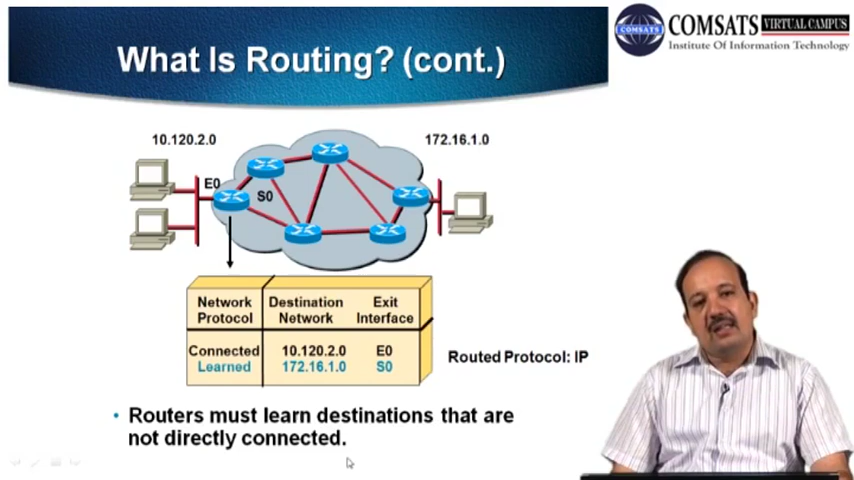 What Is Routing? (cont.)
COMSATS VIRTUAL CAMPUS
Institute Of Information Technology
COMSATS
10.120.2.0
172.16.1.0
E0
S0
Network Protocol
Destination Network
Exit Interface
Connected 10.120.2.0 E0
Learned 172.16.1.0 S0
Routed Protocol: IP
• Routers must learn destinations that are
not directly connected.